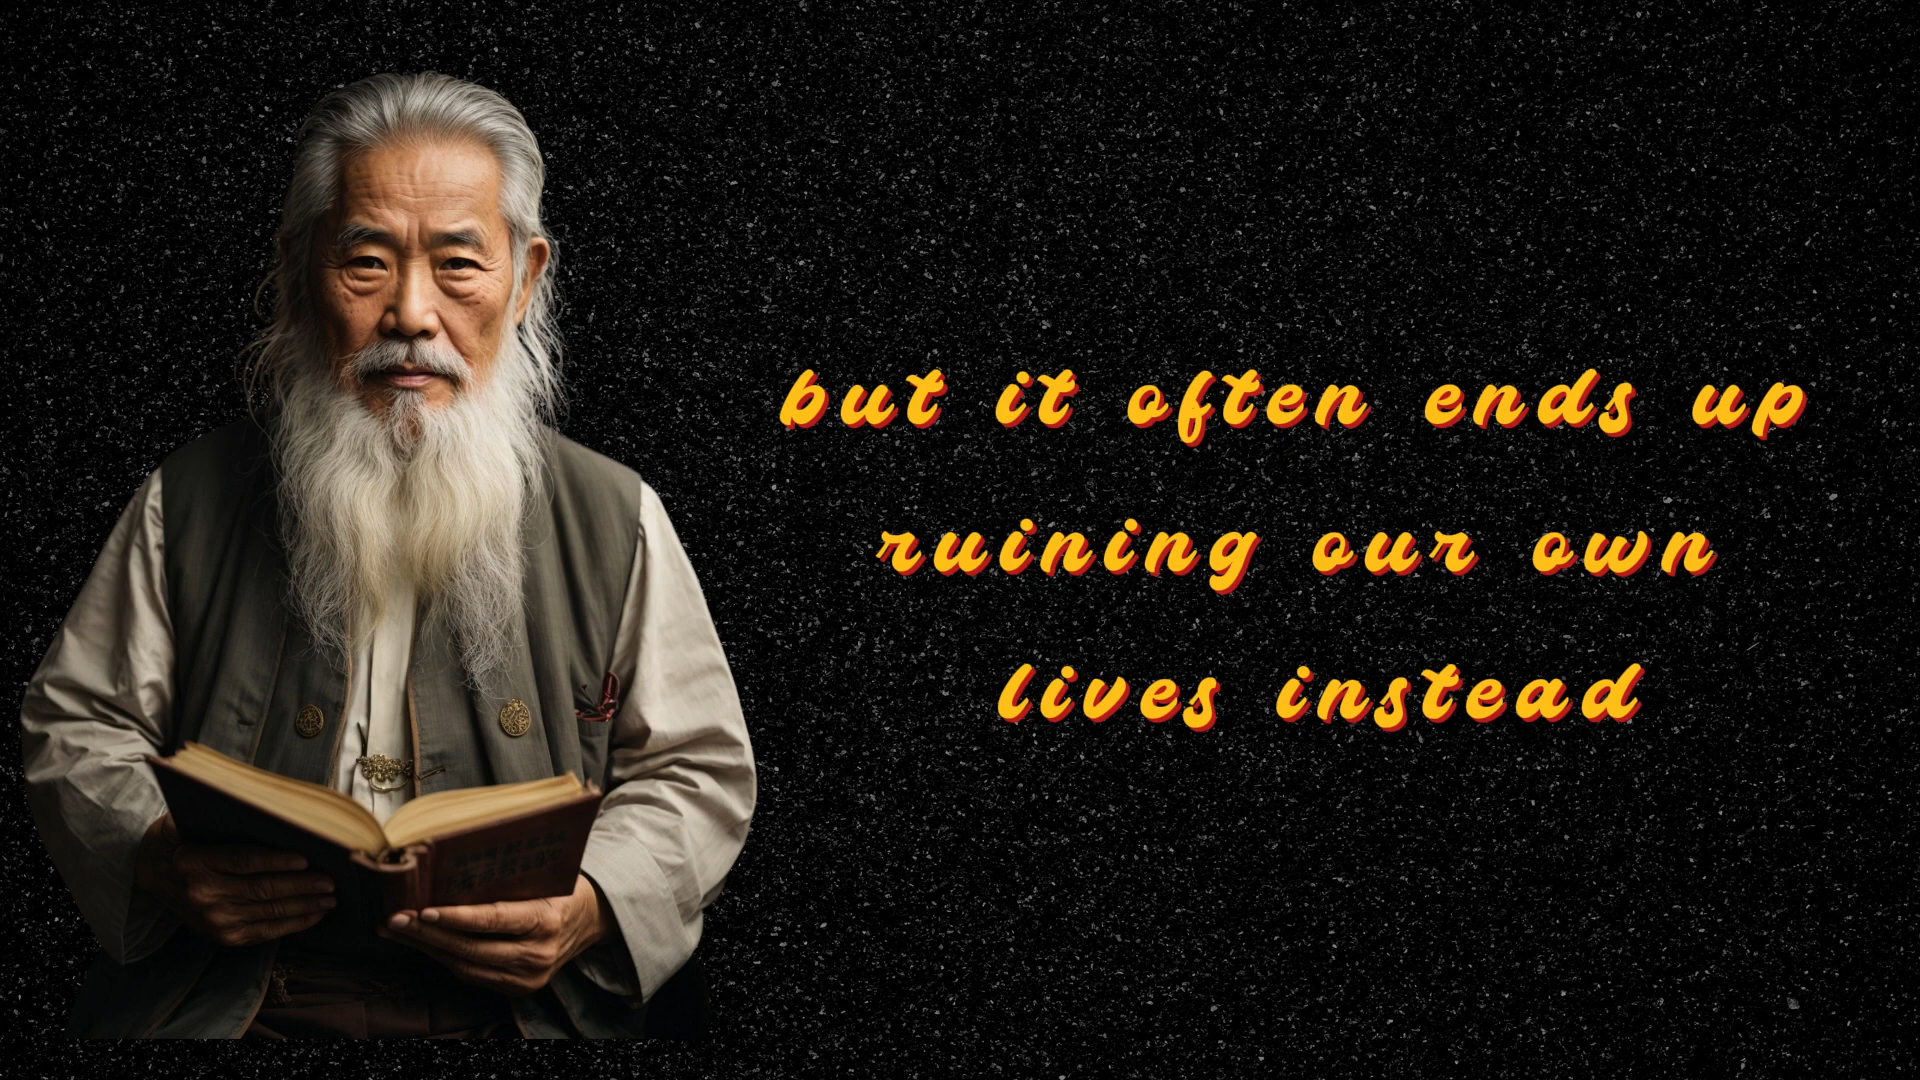 but it often ends up
ruining our own
lives instead